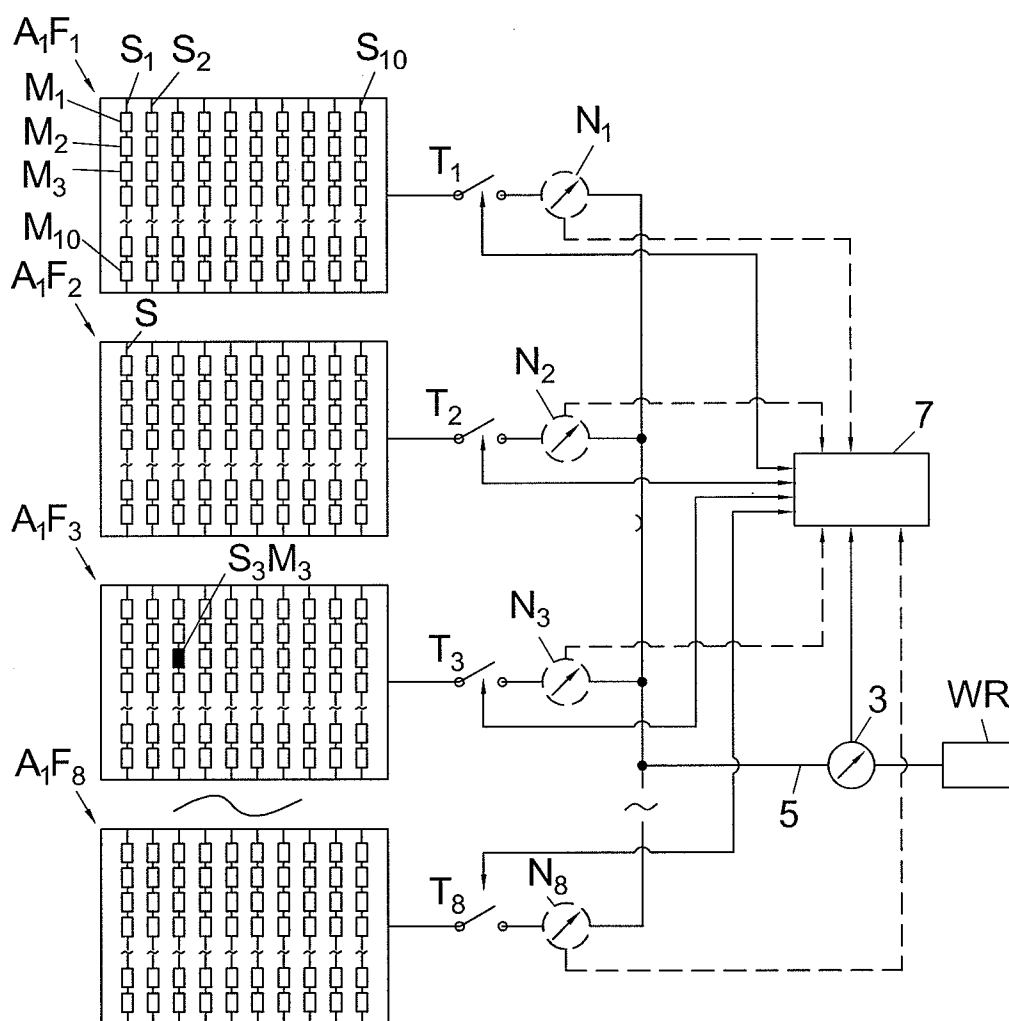 A₁F₁
S₁ S₂ S₁₀
M₁
M₂
M₃
M₁₀
T₁
N₁
A₁F₂
S
T₂
N₂
7
A₁F₃
S₃M₃
T₃
N₃
3
WR
5
A₁F₈
T₈
N₈